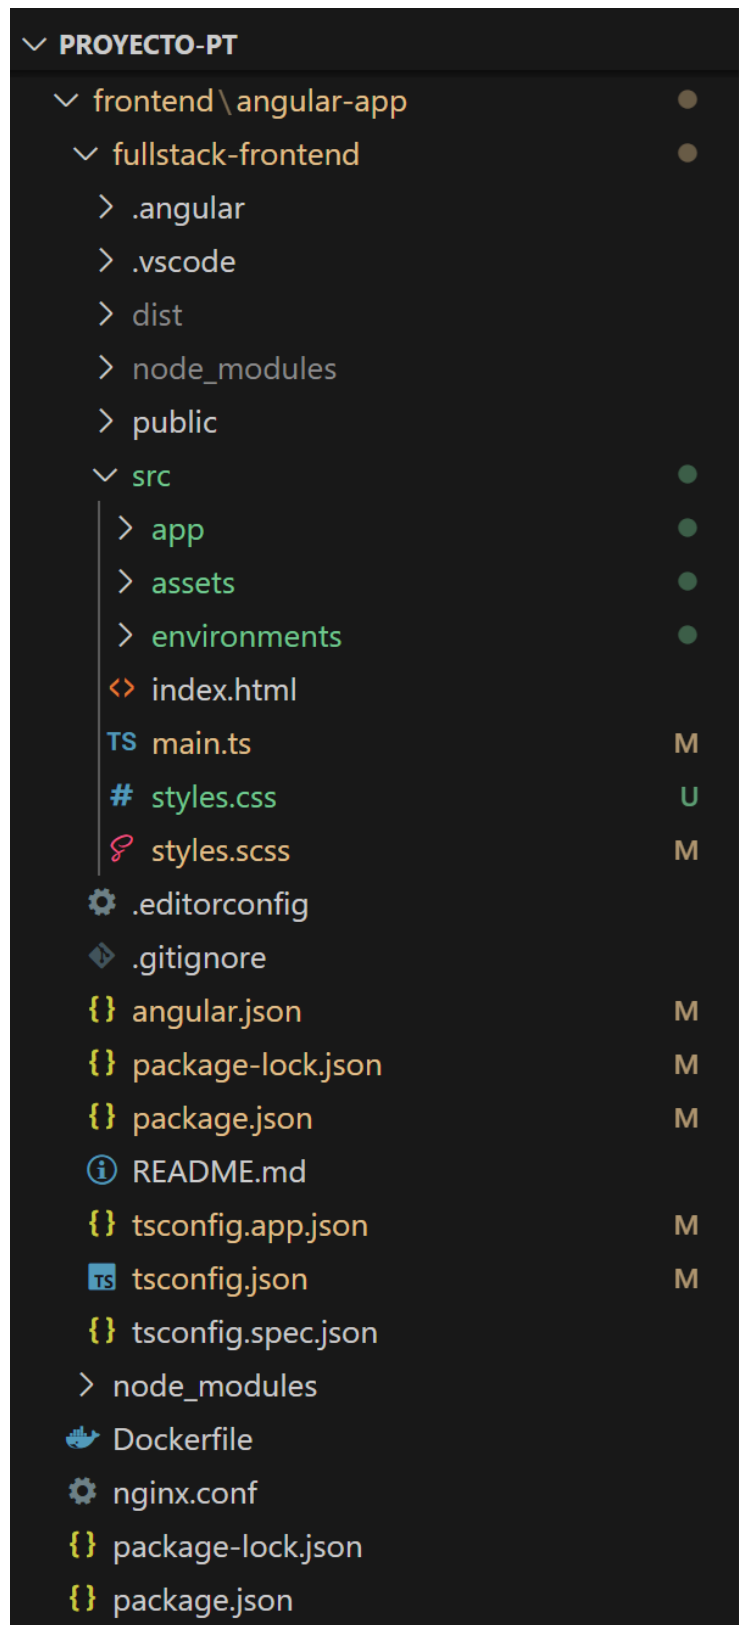 PROYECTO-PT
frontend\angular-app
fullstack-frontend
.angular
.vscode
dist
node_modules
public
src
app
assets
environments
<> index.html
TS main.ts M
# styles.css U
styles.scss M
.editorconfig
.gitignore
{} angular.json M
{} package-lock.json M
{} package.json M
README.md
{} tsconfig.app.json M
TS tsconfig.json M
{} tsconfig.spec.json
node_modules
Dockerfile
nginx.conf
{} package-lock.json
{} package.json